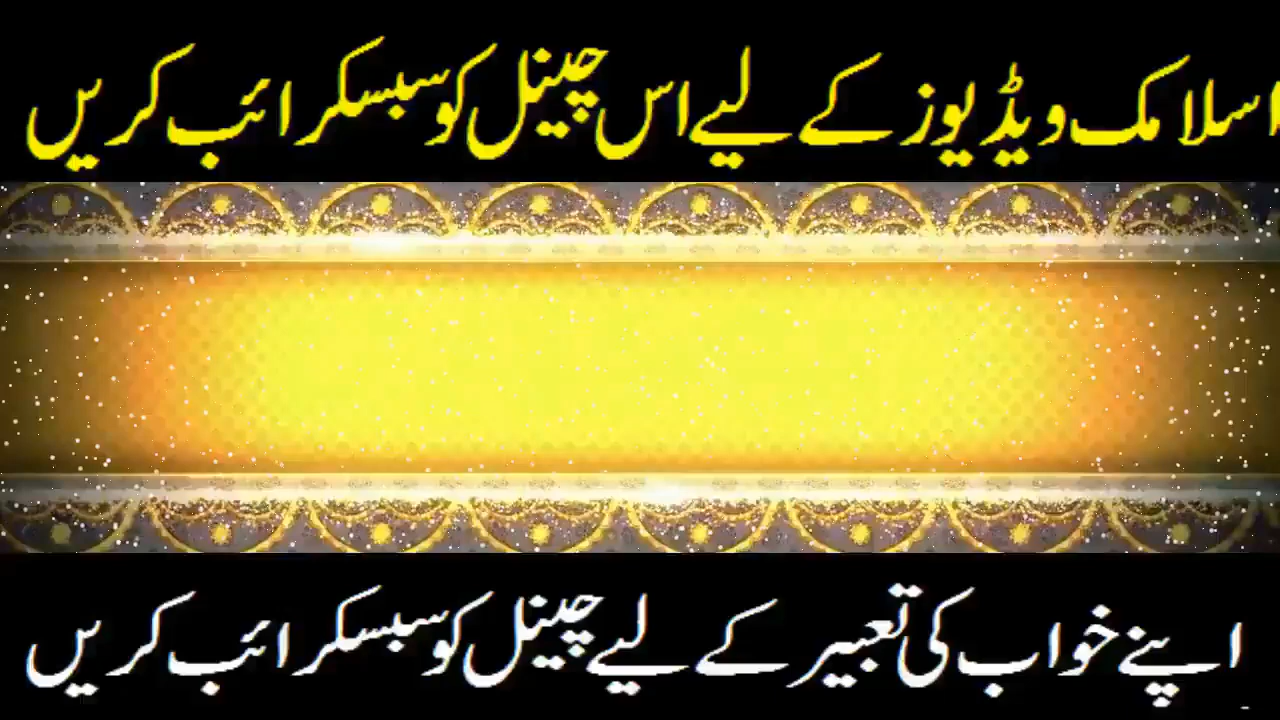 اسلامک ویڈیوز کے لیے اس چینل کو سبسکرائب کریں
اپنے خواب کی تعبیر کے لیے چینل کو سبسکرائب کریں